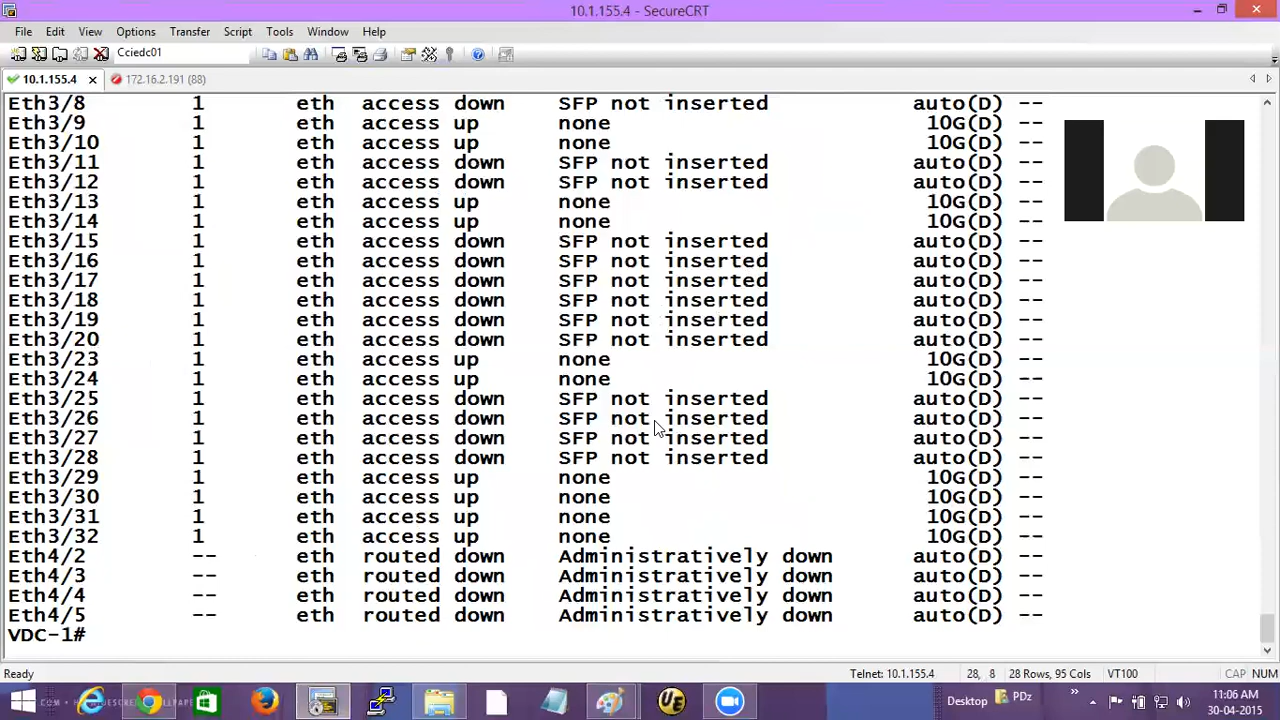 10.1.155.4 - SecureCRT
File Edit View Options Transfer Script Tools Window Help
Cciedc01
10.1.155.4 172.16.2.191 (88)
Eth3/8 1 eth access down SFP not inserted auto(D) --
Eth3/9 1 eth access up none 10G(D) --
Eth3/10 1 eth access up none 10G(D) --
Eth3/11 1 eth access down SFP not inserted auto(D) --
Eth3/12 1 eth access down SFP not inserted auto(D) --
Eth3/13 1 eth access up none 10G(D) --
Eth3/14 1 eth access up none 10G(D) --
Eth3/15 1 eth access down SFP not inserted auto(D) --
Eth3/16 1 eth access down SFP not inserted auto(D) --
Eth3/17 1 eth access down SFP not inserted auto(D) --
Eth3/18 1 eth access down SFP not inserted auto(D) --
Eth3/19 1 eth access down SFP not inserted auto(D) --
Eth3/20 1 eth access down SFP not inserted auto(D) --
Eth3/23 1 eth access up none 10G(D) --
Eth3/24 1 eth access up none 10G(D) --
Eth3/25 1 eth access down SFP not inserted auto(D) --
Eth3/26 1 eth access down SFP not inserted auto(D) --
Eth3/27 1 eth access down SFP not inserted auto(D) --
Eth3/28 1 eth access down SFP not inserted auto(D) --
Eth3/29 1 eth access up none 10G(D) --
Eth3/30 1 eth access up none 10G(D) --
Eth3/31 1 eth access up none 10G(D) --
Eth3/32 1 eth access up none 10G(D) --
Eth4/2 -- eth routed down Administratively down auto(D) --
Eth4/3 -- eth routed down Administratively down auto(D) --
Eth4/4 -- eth routed down Administratively down auto(D) --
Eth4/5 -- eth routed down Administratively down auto(D) --
VDC-1#
Ready Telnet: 10.1.155.4 28, 8 28 Rows, 95 Cols VT100 CAP NUM
Desktop PDz 11:06 AM
30-04-2015